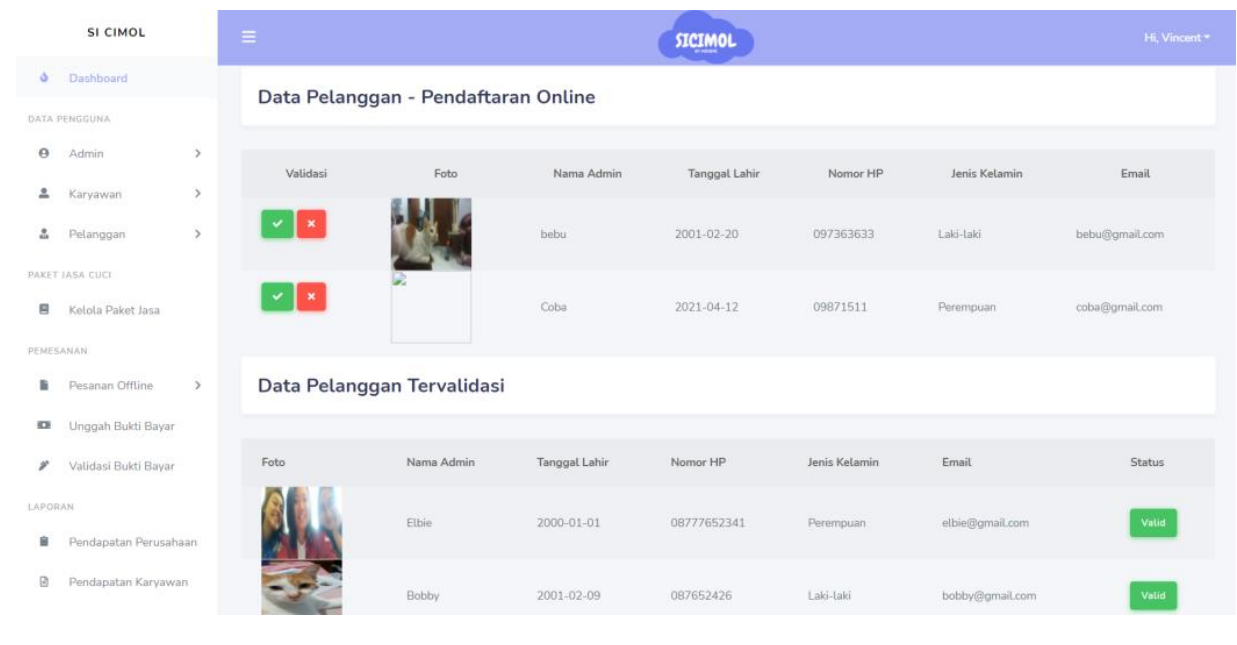 SI CIMOL
SICIMOL
Hi, Vincent
Dashboard
DATA PENGGUNA
Admin
Karyawan
Pelanggan
PAKET JASA CUCI
Kelola Paket Jasa
PEMESANAN
Pesanan Offline
Unggah Bukti Bayar
Validasi Bukti Bayar
LAPORAN
Pendapatan Perusahaan
Pendapatan Karyawan
Data Pelanggan - Pendaftaran Online
Validasi Foto Nama Admin Tanggal Lahir Nomor HP Jenis Kelamin Email
bebu 2001-02-20 097363633 Laki-laki bebu@gmail.com
Coba 2021-04-12 09871511 Perempuan coba@gmail.com
Data Pelanggan Tervalidasi
Foto Nama Admin Tanggal Lahir Nomor HP Jenis Kelamin Email Status
Elbie 2000-01-01 08777652341 Perempuan elbie@gmail.com Valid
Bobby 2001-02-09 087652426 Laki-laki bobby@gmail.com Valid